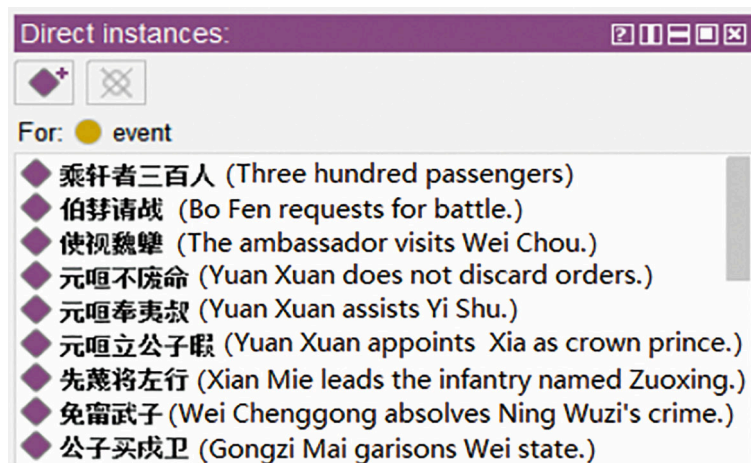 Direct instances:
For: event
乘轩者三百人 (Three hundred passengers)
伯棼请战 (Bo Fen requests for battle.)
使视魏犨 (The ambassador visits Wei Chou.)
元咺不废命 (Yuan Xuan does not discard orders.)
元咺奉夷叔 (Yuan Xuan assists Yi Shu.)
元咺立公子瑕 (Yuan Xuan appoints Xia as crown prince.)
先蔑将左行 (Xian Mie leads the infantry named Zuoxing.)
免甯武子 (Wei Chenggong absolves Ning Wuzi's crime.)
公子买戍卫 (Gongzi Mai garisons Wei state.)